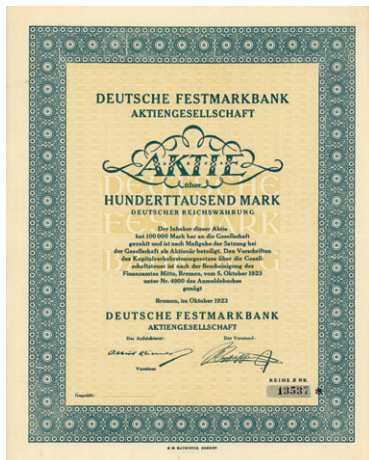 DEUTSCHE FESTMARKBANK
AKTIENGESELLSCHAFT
AKTIE
über
HUNDERTTAUSEND MARK
DEUTSCHER REICHSWÄHRUNG
Der Inhaber dieser Aktie
hat 100 000 Mark bar an die Gesellschaft
gezahlt und ist nach Maßgabe der Satzung bei
der Gesellschaft als Aktionär beteiligt. Den Vorschriften
des Kapitalverkehrsteuergesetzes über die Gesell-
schaftsteuer ist nach der Bescheinigung des
Finanzamtes Mitte, Bremen, vom 5. Oktober 1923
unter Nr. 4900 des Anmeldebuches
genügt
Bremen, im Oktober 1923
DEUTSCHE FESTMARKBANK
AKTIENGESELLSCHAFT
Der Aufsichtsrat: Der Vorstand:
Vorsitzer
REIHE Ø NR.
13537 *
Geprüft: